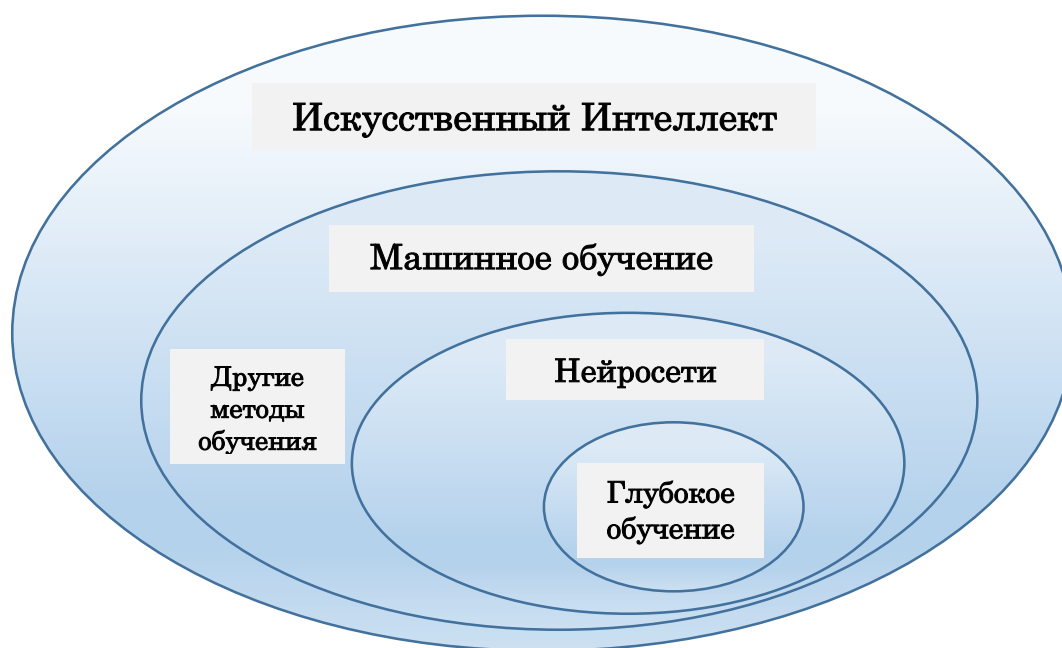 Искусственный Интеллект
Машинное обучение
Нейросети
Другие
методы
обучения
Глубокое
обучение